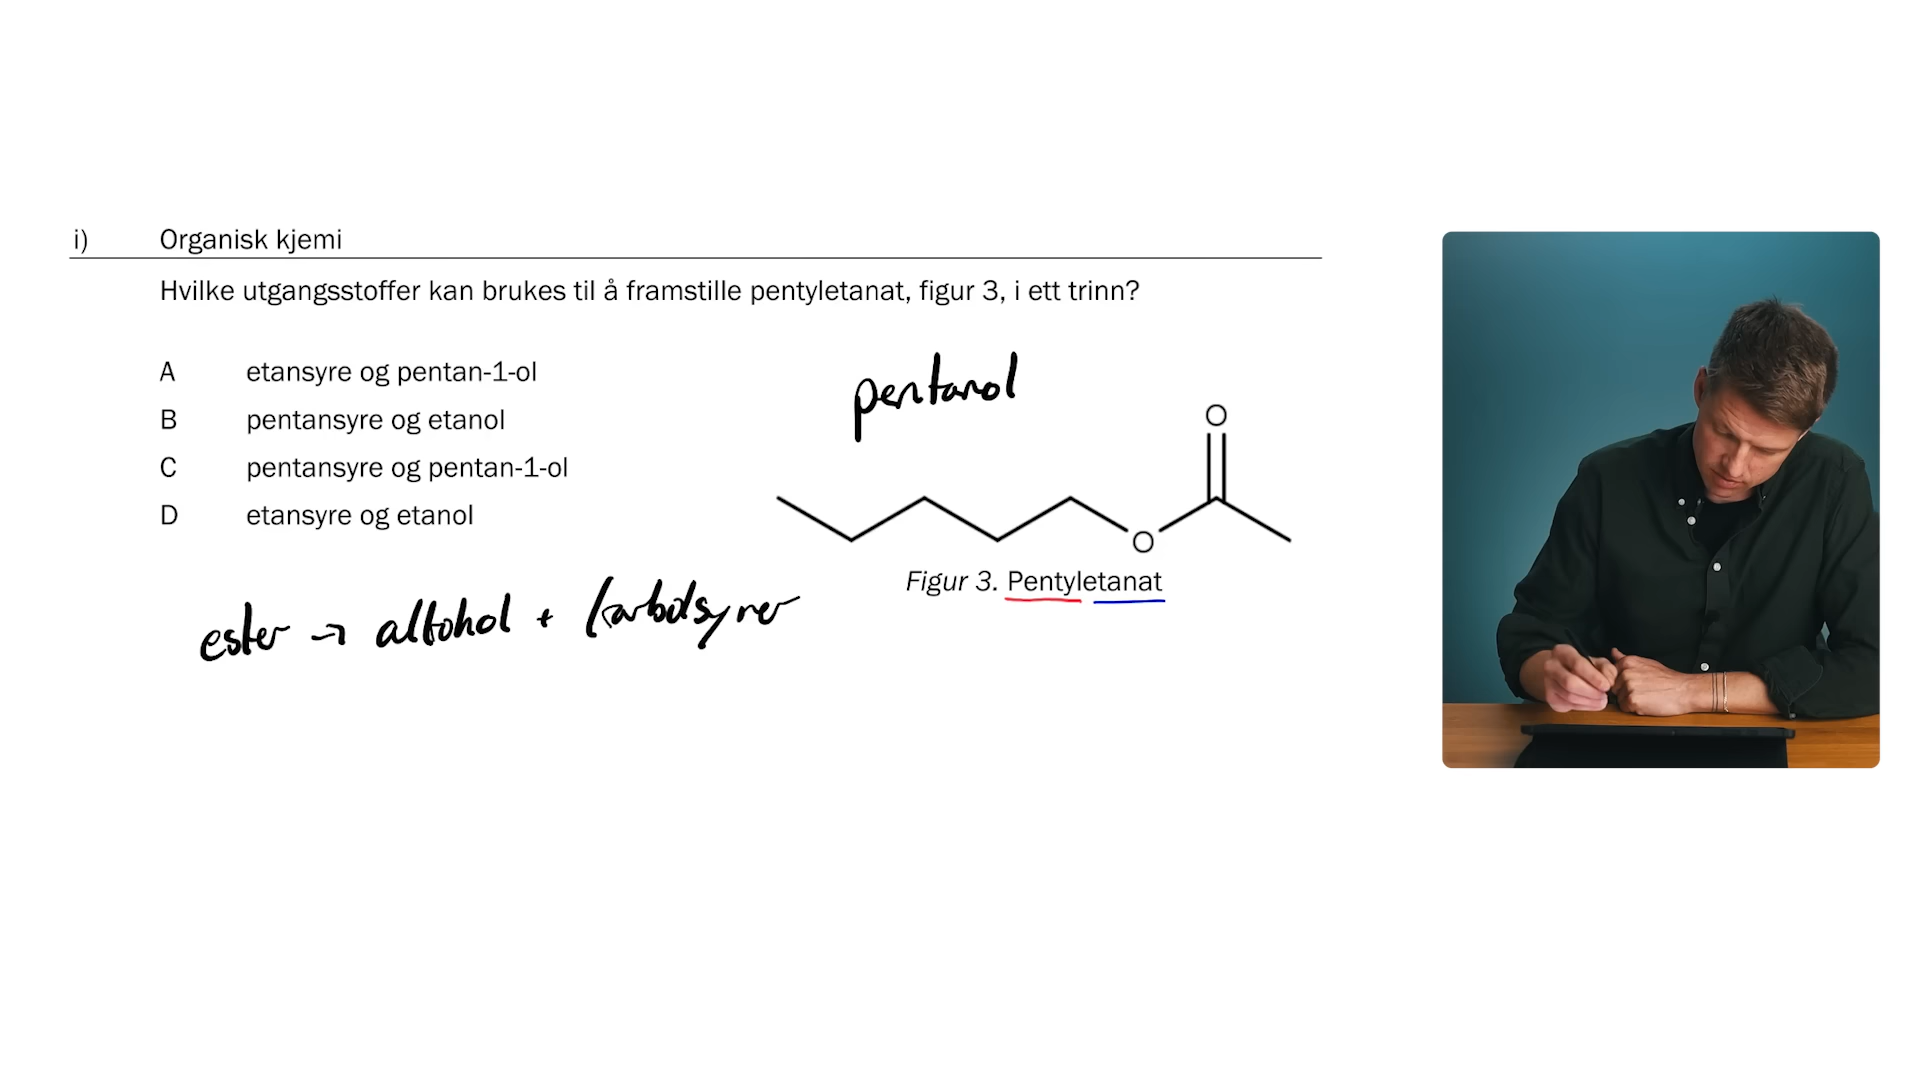 i) Organisk kjemi
Hvilke utgangsstoffer kan brukes til å framstille pentyletanat, figur 3, i ett trinn?
A etansyre og pentan-1-ol
B pentansyre og etanol
C pentansyre og pentan-1-ol
D etansyre og etanol
pentanol
O
O
Figur 3. Pentyletanat
ester → alkohol + karbolsyrer